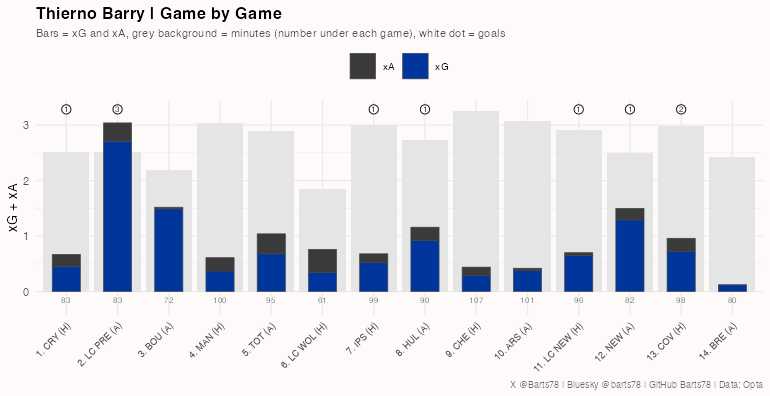 Thierno Barry | Game by Game
Bars = xG and xA, grey background = minutes (number under each game), white dot = goals
xA xG
1 3 1 1 1 1 2
xG + xA
3
2
1
0
83 83 72 100 95 61 99 90 107 101 96 82 98 80
1. CRY (H)
2. LC PRE (A)
3. BOU (A)
4. MAN (H)
5. TOT (A)
6. LC WOL (H)
7. IPS (H)
8. HUL (A)
9. CHE (H)
10. ARS (A)
11. LC NEW (H)
12. NEW (A)
13. COV (H)
14. BRE (A)
X @Barts78 | Bluesky @barts78 | GitHub Barts78 | Data: Opta